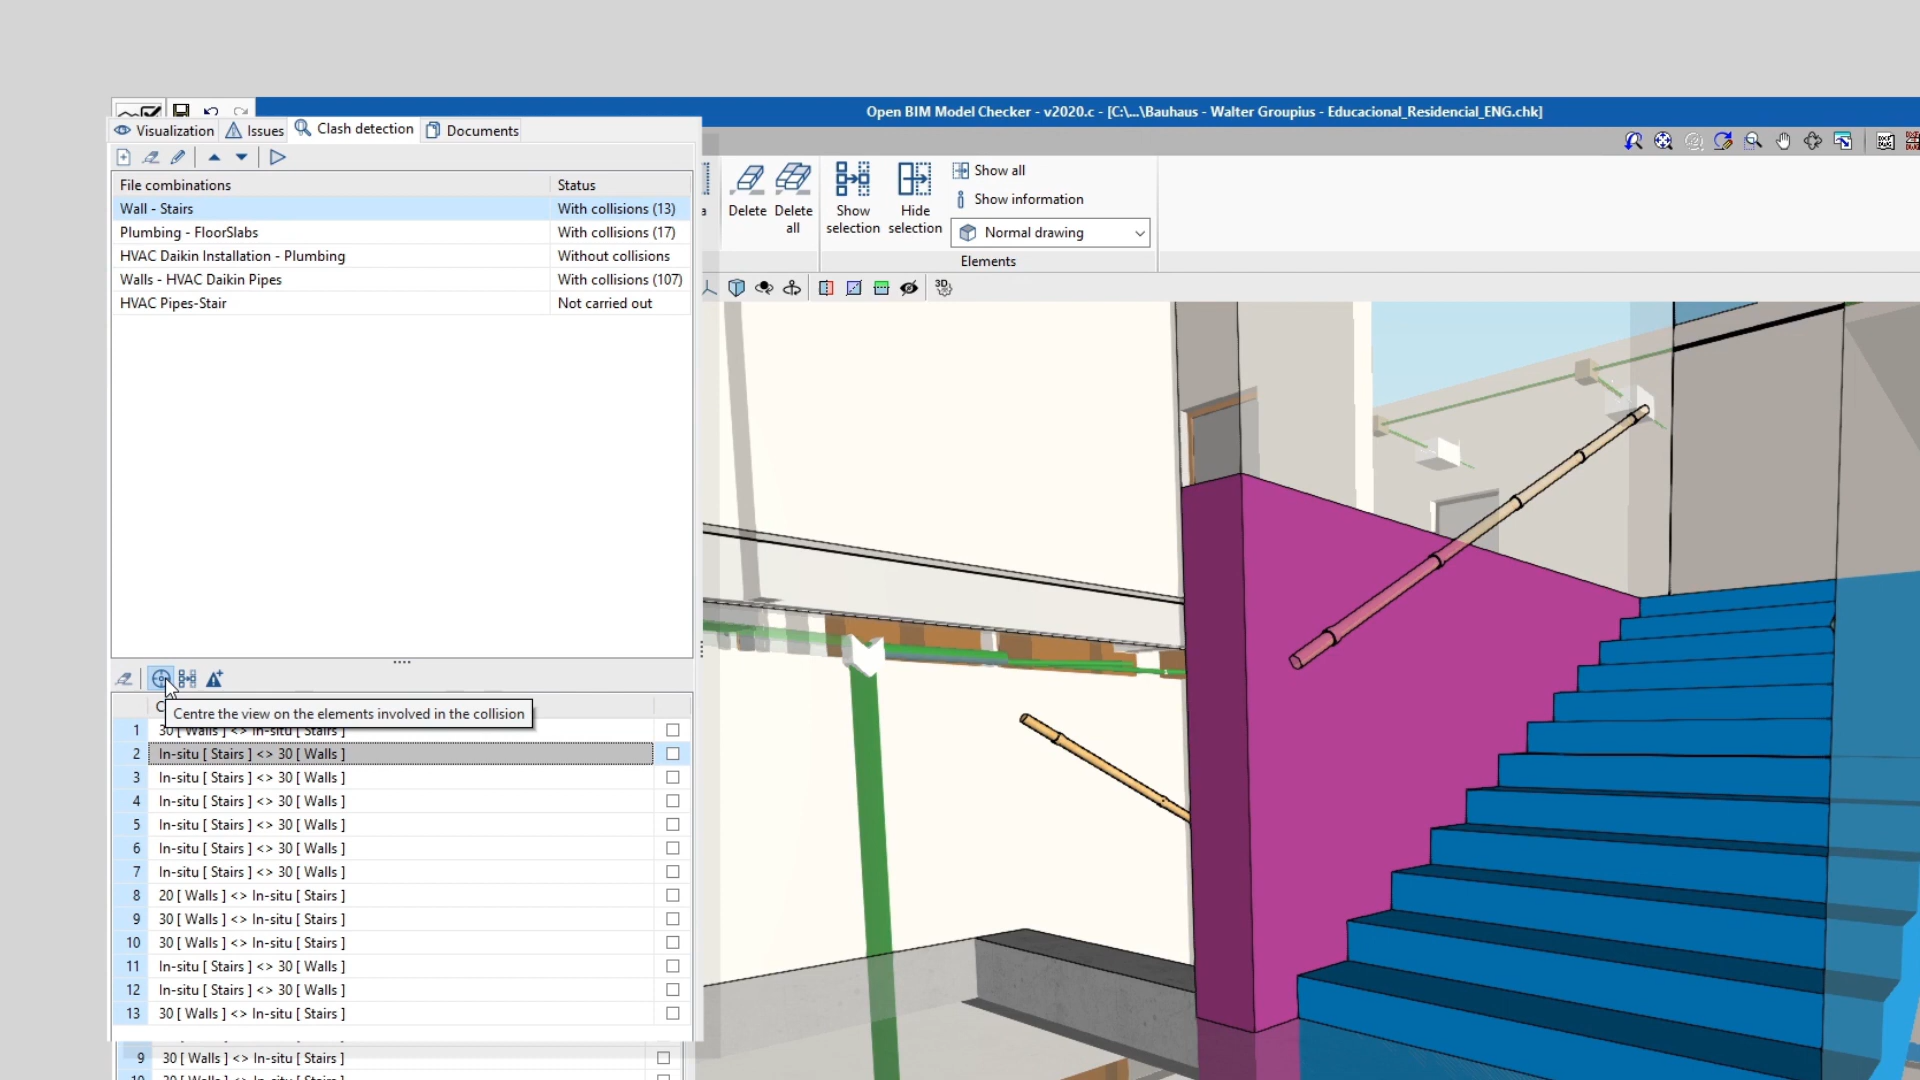 Open BIM Model Checker - v2020.c - [C:\...\Bauhaus - Walter Groupius - Educacional_Residencial_ENG.chk]
Visualization Issues Clash detection Documents
File combinations Status
Wall - Stairs With collisions (13)
Plumbing - FloorSlabs With collisions (17)
HVAC Daikin Installation - Plumbing Without collisions
Walls - HVAC Daikin Pipes With collisions (107)
HVAC Pipes-Stair Not carried out
Delete
Delete all
Show selection
Hide selection
Show all
Show information
Normal drawing
Elements
3D
Centre the view on the elements involved in the collision
1 30 [ Walls ] <> In-situ [ Stairs ]
2 In-situ [ Stairs ] <> 30 [ Walls ]
3 In-situ [ Stairs ] <> 30 [ Walls ]
4 In-situ [ Stairs ] <> 30 [ Walls ]
5 In-situ [ Stairs ] <> 30 [ Walls ]
6 In-situ [ Stairs ] <> 30 [ Walls ]
7 In-situ [ Stairs ] <> 30 [ Walls ]
8 20 [ Walls ] <> In-situ [ Stairs ]
9 30 [ Walls ] <> In-situ [ Stairs ]
10 30 [ Walls ] <> In-situ [ Stairs ]
11 In-situ [ Stairs ] <> 30 [ Walls ]
12 In-situ [ Stairs ] <> 30 [ Walls ]
13 30 [ Walls ] <> In-situ [ Stairs ]
9 30 [ Walls ] <> In-situ [ Stairs ]